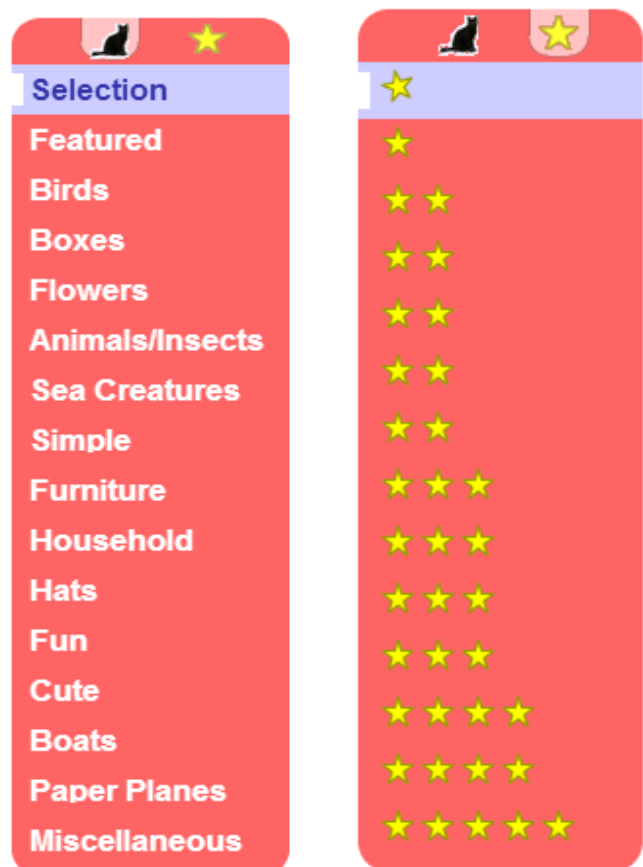 Selection
Featured
Birds
Boxes
Flowers
Animals/Insects
Sea Creatures
Simple
Furniture
Household
Hats
Fun
Cute
Boats
Paper Planes
Miscellaneous